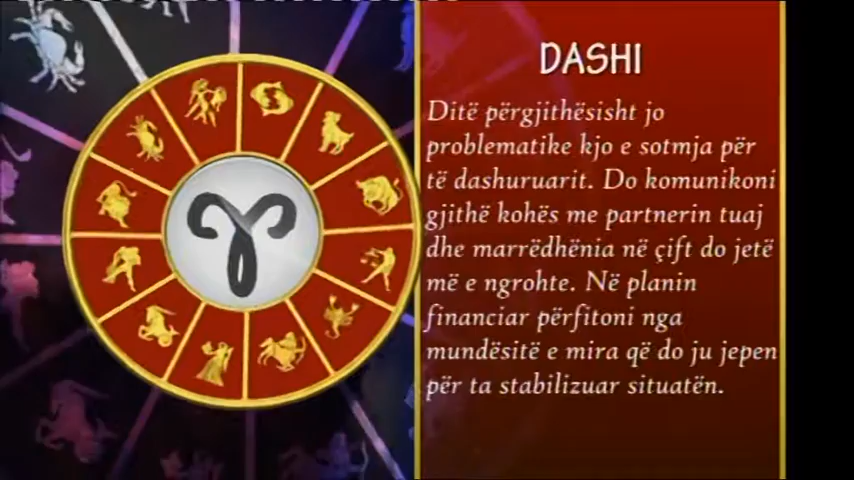 DASHI
Ditë përgjithësisht jo
problematike kjo e sotmja për
të dashuruarit. Do komunikoni
gjithë kohës me partnerin tuaj
dhe marrëdhënia në çift do jetë
më e ngrohte. Në planin
financiar përfitoni nga
mundësitë e mira që do ju jepen
për ta stabilizuar situatën.